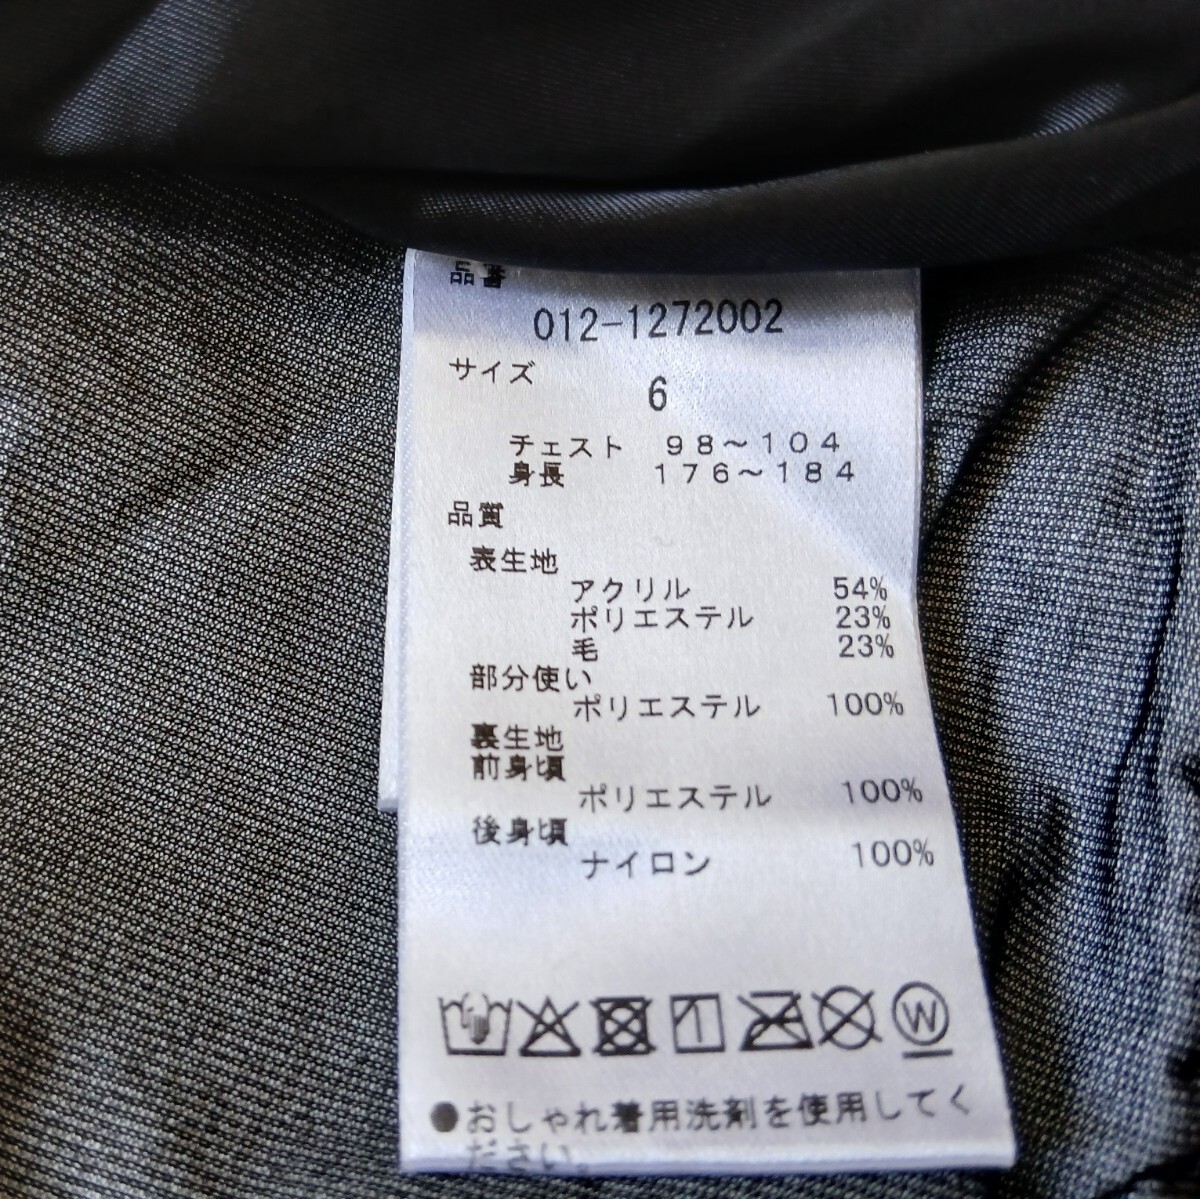 品番
012-1272002
サイズ
6
チェスト 98～104
身長 176～184
品質
表生地
アクリル 54%
ポリエステル 23%
毛 23%
部分使い
ポリエステル 100%
裏生地
前身頃
ポリエステル 100%
後身頃
ナイロン 100%
W
●おしゃれ着用洗剤を使用してく
ださい。